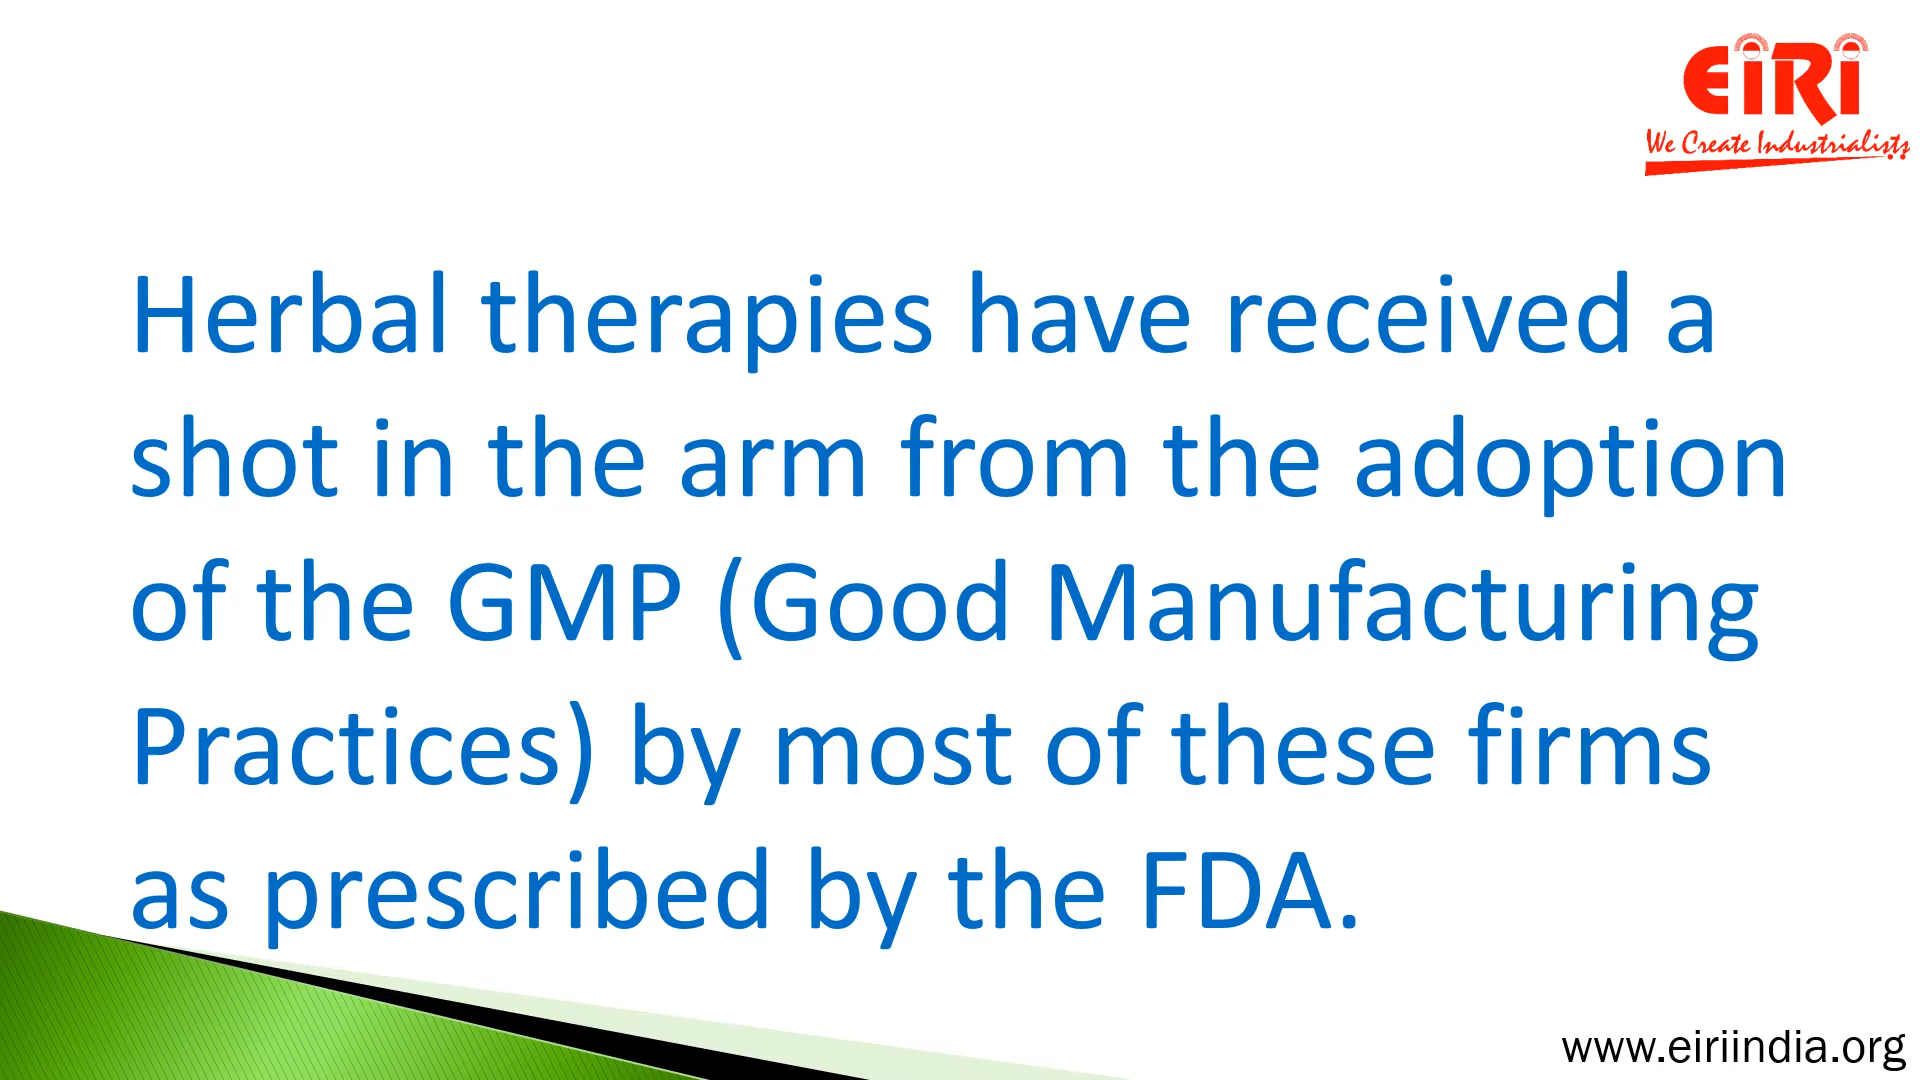 EiRi
We Create Industrialists
Herbal therapies have received a
shot in the arm from the adoption
of the GMP (Good Manufacturing
Practices) by most of these firms
as prescribed by the FDA.
www.eiriindia.org